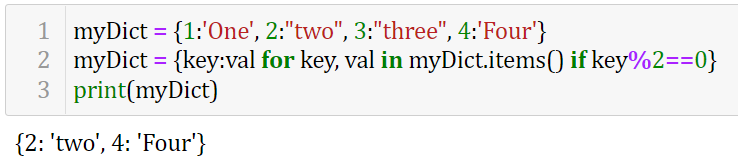 1 myDict = {1:'One', 2:"two", 3:"three", 4:'Four'}
2 myDict = {key:val for key, val in myDict.items() if key%2==0}
3 print(myDict)
{2: 'two', 4: 'Four'}